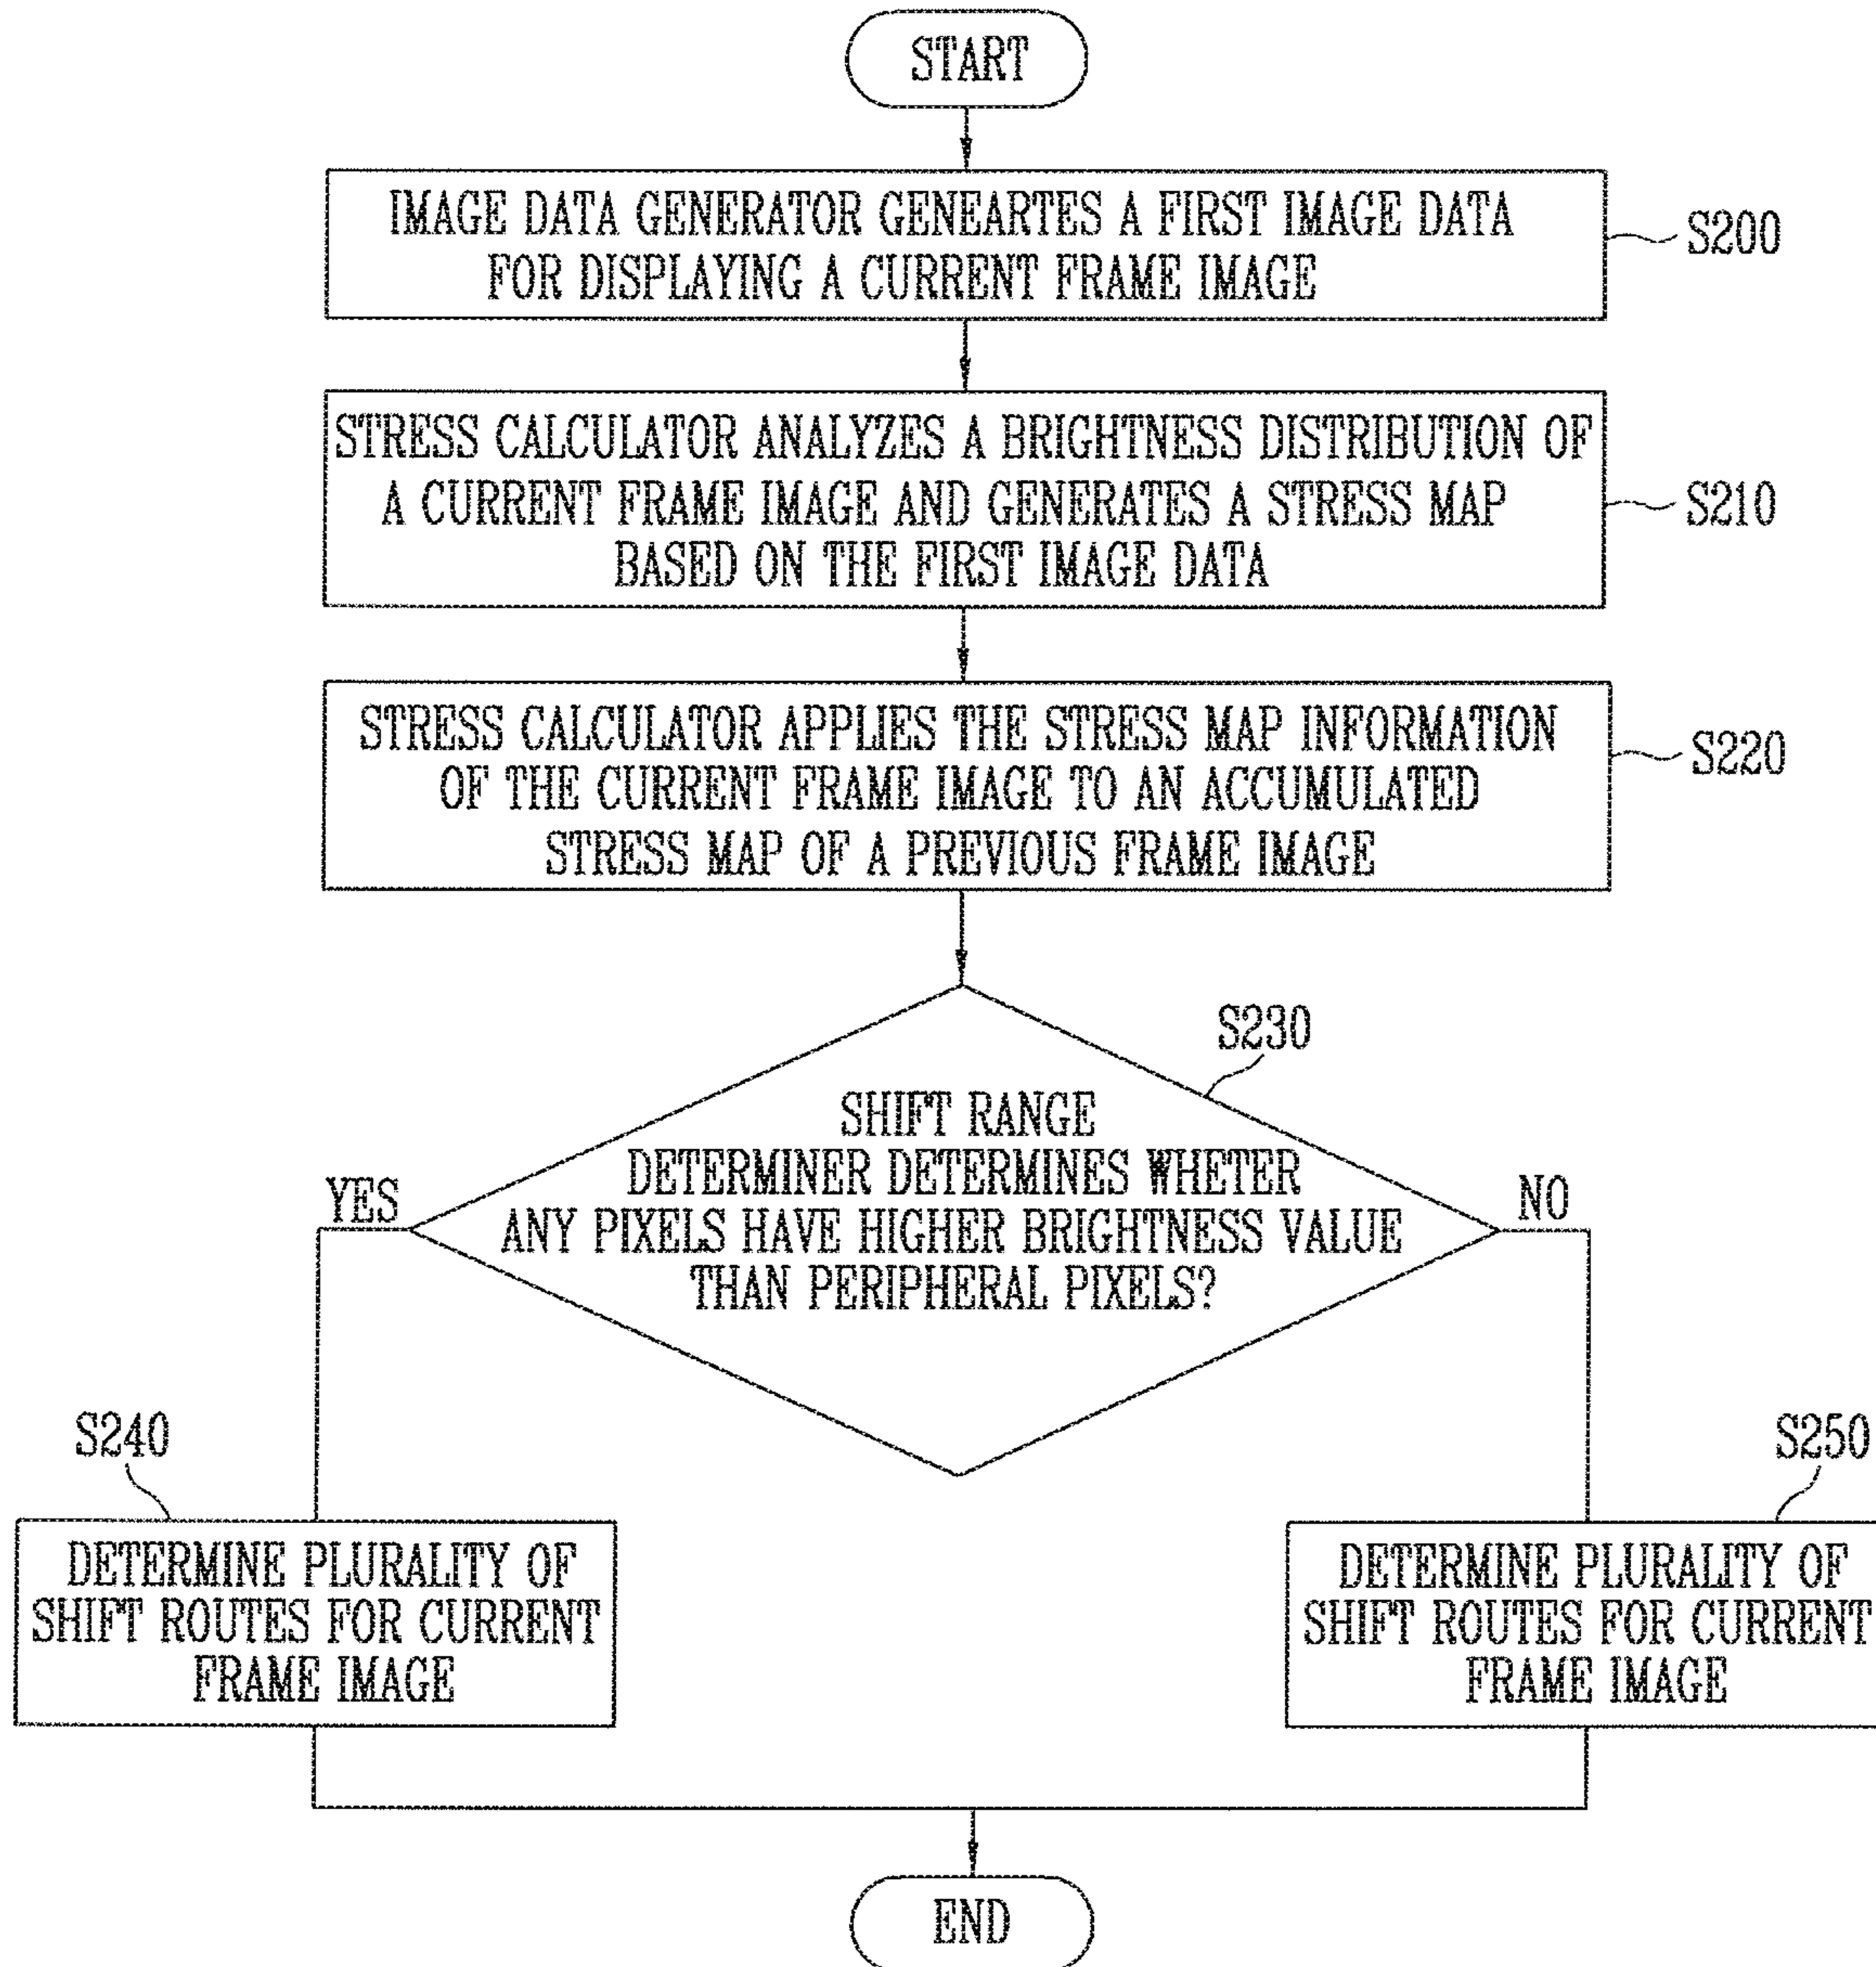 START
IMAGE DATA GENERATOR GENEARTES A FIRST IMAGE DATA
FOR DISPLAYING A CURRENT FRAME IMAGE
S200
STRESS CALCULATOR ANALYZES A BRIGHTNESS DISTRIBUTION OF
A CURRENT FRAME IMAGE AND GENERATES A STRESS MAP
BASED ON THE FIRST IMAGE DATA
S210
STRESS CALCULATOR APPLIES THE STRESS MAP INFORMATION
OF THE CURRENT FRAME IMAGE TO AN ACCUMULATED
STRESS MAP OF A PREVIOUS FRAME IMAGE
S220
S230
SHIFT RANGE
DETERMINER DETERMINES WHETER
ANY PIXELS HAVE HIGHER BRIGHTNESS VALUE
THAN PERIPHERAL PIXELS?
YES
NO
S240
DETERMINE PLURALITY OF
SHIFT ROUTES FOR CURRENT
FRAME IMAGE
S250
DETERMINE PLURALITY OF
SHIFT ROUTES FOR CURRENT
FRAME IMAGE
END